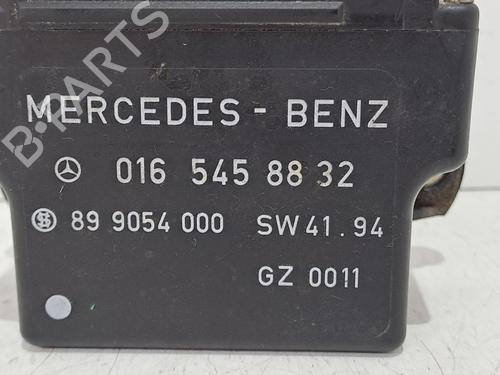 B-PARTS
MERCEDES - BENZ
016 545 88 32
89 9054 000 SW 41 . 94
GZ 0011